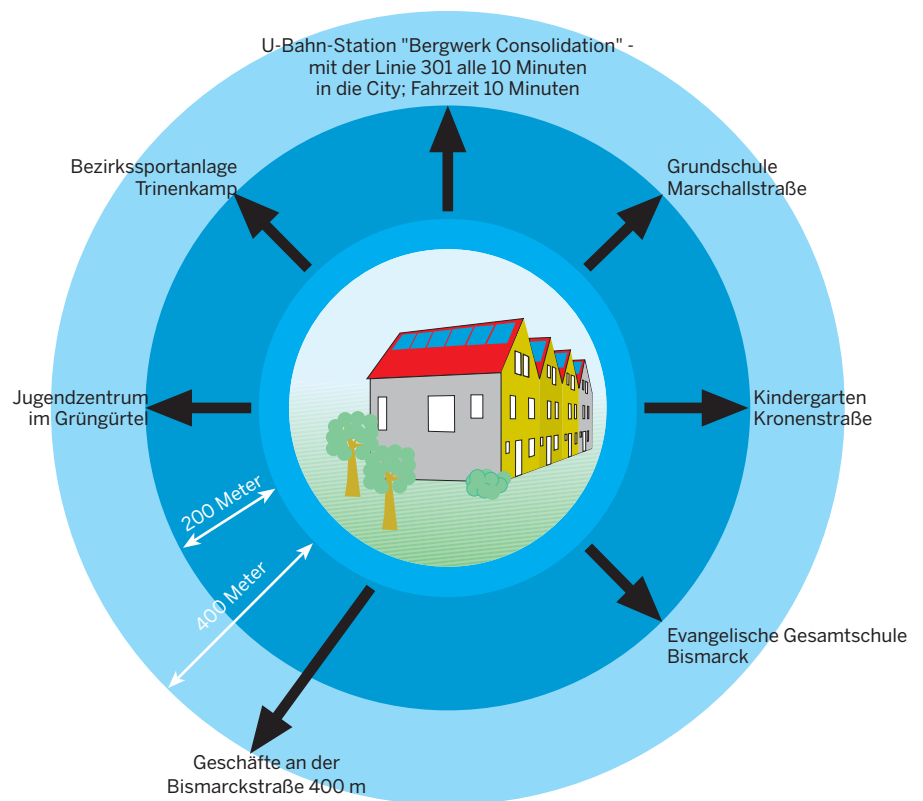 U-Bahn-Station "Bergwerk Consolidation" -
mit der Linie 301 alle 10 Minuten
in die City; Fahrzeit 10 Minuten
Bezirkssportanlage
Trinenkamp
Grundschule
Marschallstraße
Jugendzentrum
im Grüngürtel
Kindergarten
Kronenstraße
200 Meter
400 Meter
Evangelische Gesamtschule
Bismarck
Geschäfte an der
Bismarckstraße 400 m